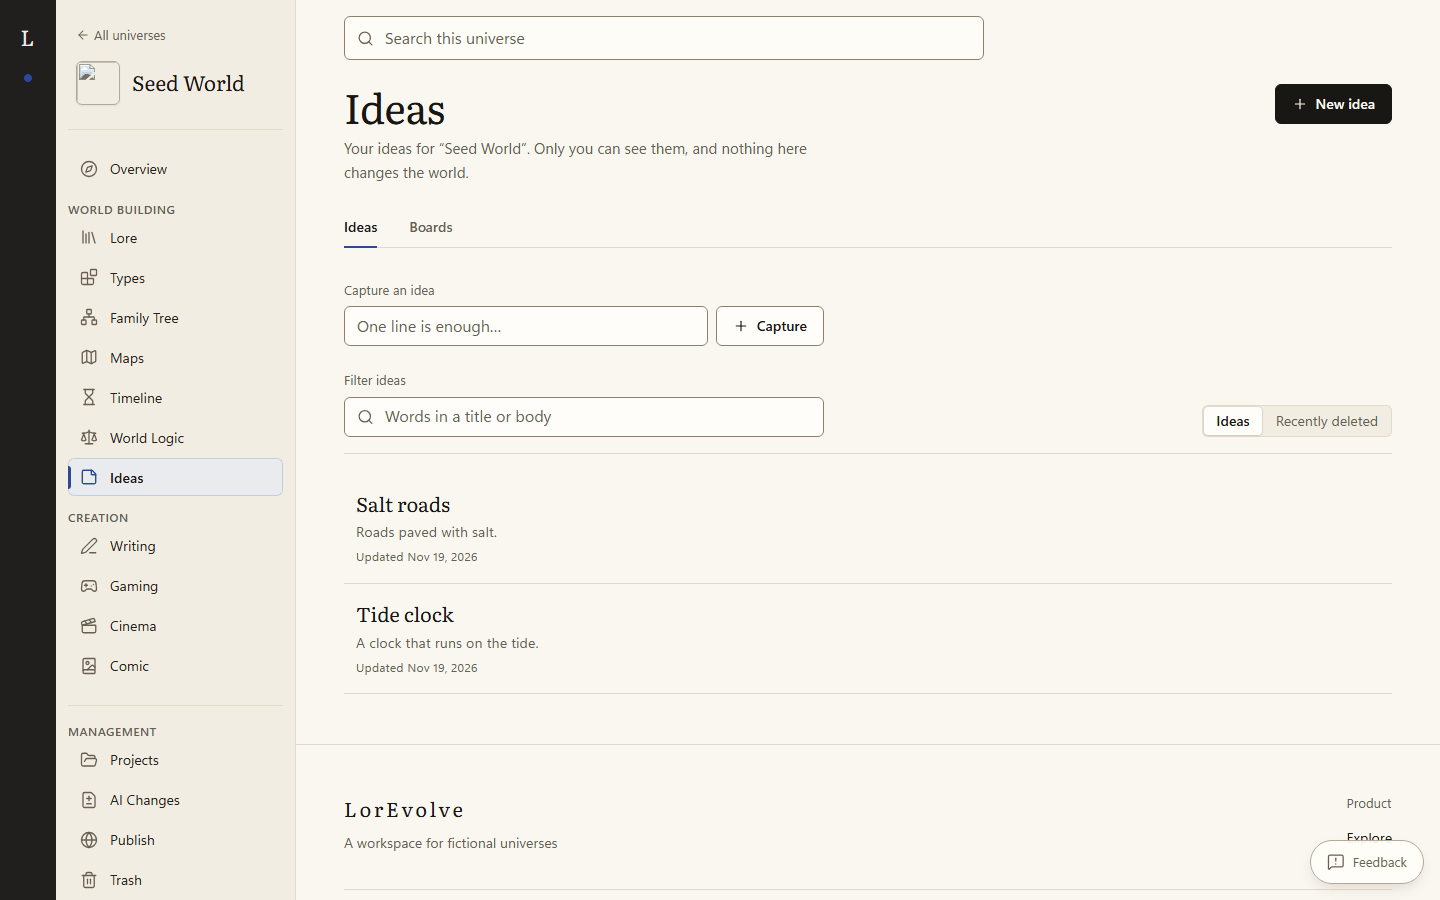 L
All universes
Seed World
Overview
WORLD BUILDING
Lore
Types
Family Tree
Maps
Timeline
World Logic
Ideas
CREATION
Writing
Gaming
Cinema
Comic
MANAGEMENT
Projects
AI Changes
Publish
Trash
Search this universe
Ideas
New idea
Your ideas for “Seed World”. Only you can see them, and nothing here
changes the world.
Ideas
Boards
Capture an idea
One line is enough...
Capture
Filter ideas
Words in a title or body
Ideas
Recently deleted
Salt roads
Roads paved with salt.
Updated Nov 19, 2026
Tide clock
A clock that runs on the tide.
Updated Nov 19, 2026
LorEvolve
A workspace for fictional universes
Product
Explore
Feedback